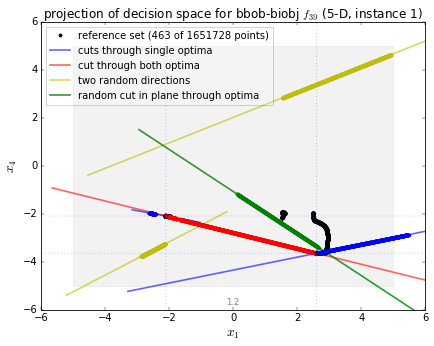 projection of decision space for bbob-biobj f39 (5-D, instance 1)
reference set (463 of 1651728 points)
cuts through single optima
cut through both optima
two random directions
random cut in plane through optima
6
4
2
0
−2
−4
−6
x4
1.2
−6 −4 −2 0 2 4 6
x1